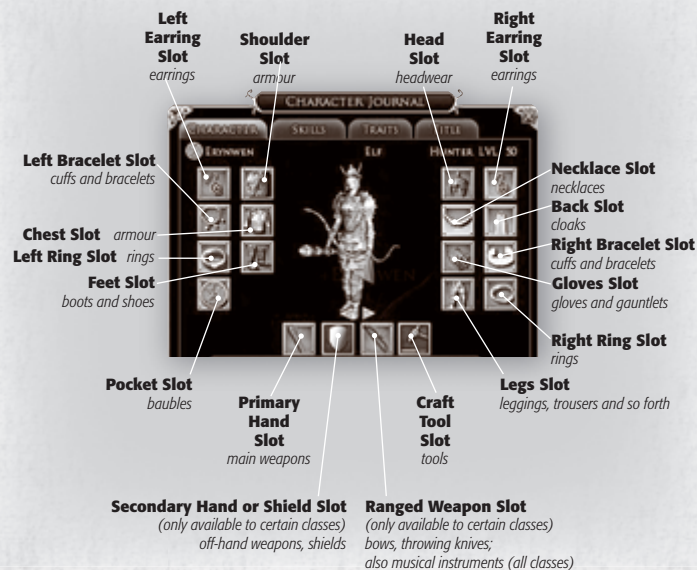 Left
Earring
Slot
earrings
Shoulder
Slot
armour
Head
Slot
headwear
Right
Earring
Slot
earrings
CHARACTER JOURNAL
CHARACTER SKILLS TRAITS TITLE
ERYNWEN ELF HUNTER LVL 50
Left Bracelet Slot
cuffs and bracelets
Chest Slot armour
Left Ring Slot rings
Feet Slot
boots and shoes
Necklace Slot
necklaces
Back Slot
cloaks
Right Bracelet Slot
cuffs and bracelets
Gloves Slot
gloves and gauntlets
Right Ring Slot
rings
Pocket Slot
baubles
Primary
Hand
Slot
main weapons
Craft
Tool
Slot
tools
Legs Slot
leggings, trousers and so forth
Secondary Hand or Shield Slot
(only available to certain classes)
off-hand weapons, shields
Ranged Weapon Slot
(only available to certain classes)
bows, throwing knives;
also musical instruments (all classes)